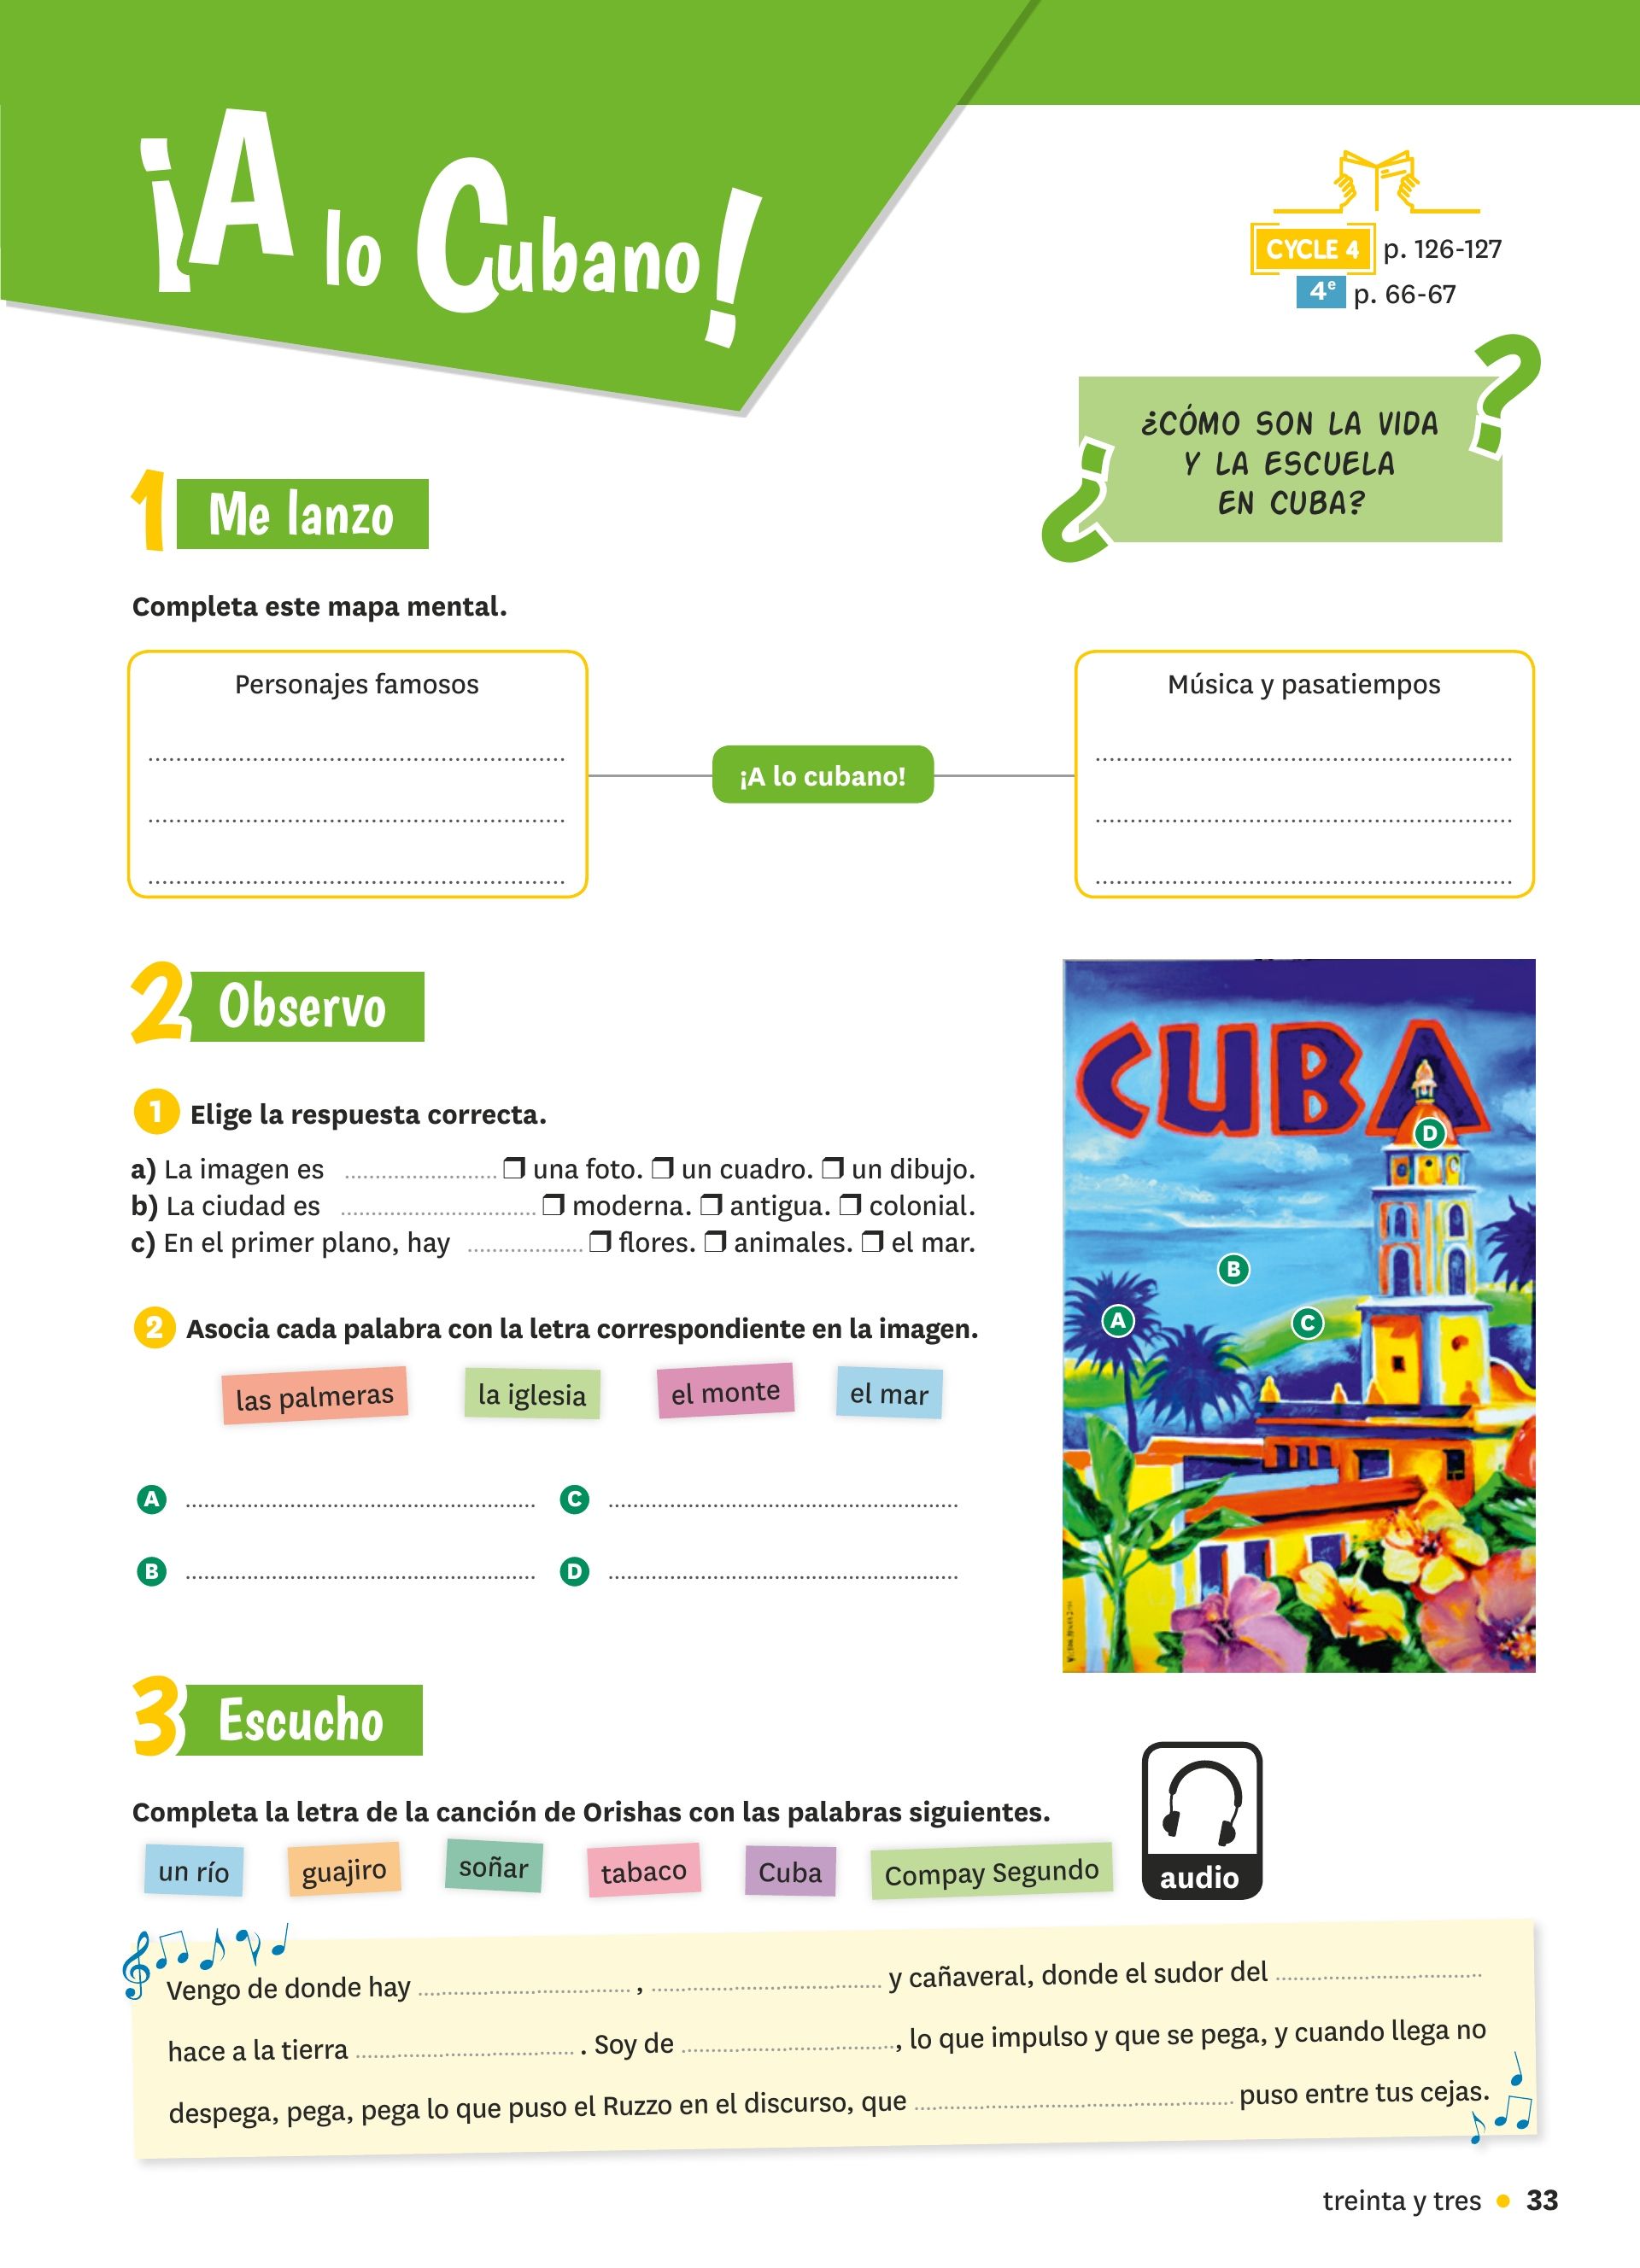 ¡A lo Cubano!
CYCLE 4 p. 126-127
4e p. 66-67
¿CÓMO SON LA VIDA
Y LA ESCUELA
EN CUBA?
1 Me lanzo
Completa este mapa mental.
Personajes famosos
¡A lo cubano!
Música y pasatiempos
2 Observo
1 Elige la respuesta correcta.
a) La imagen es ........................ ❒ una foto. ❒ un cuadro. ❒ un dibujo.
b) La ciudad es ............................... ❒ moderna. ❒ antigua. ❒ colonial.
c) En el primer plano, hay .................. ❒ flores. ❒ animales. ❒ el mar.
2 Asocia cada palabra con la letra correspondiente en la imagen.
las palmeras la iglesia el monte el mar
A ........................................ C ........................................
B ........................................ D ........................................
CUBA
D
B
A
C
3 Escucho
Completa la letra de la canción de Orishas con las palabras siguientes.
un río guajiro soñar tabaco Cuba Compay Segundo
audio
Vengo de donde hay .................................. , .................................... y cañaveral, donde el sudor del .................................
hace a la tierra ................................... . Soy de .................................., lo que impulso y que se pega, y cuando llega no
despega, pega, pega lo que puso el Ruzzo en el discurso, que .................................................. puso entre tus cejas.
treinta y tres • 33